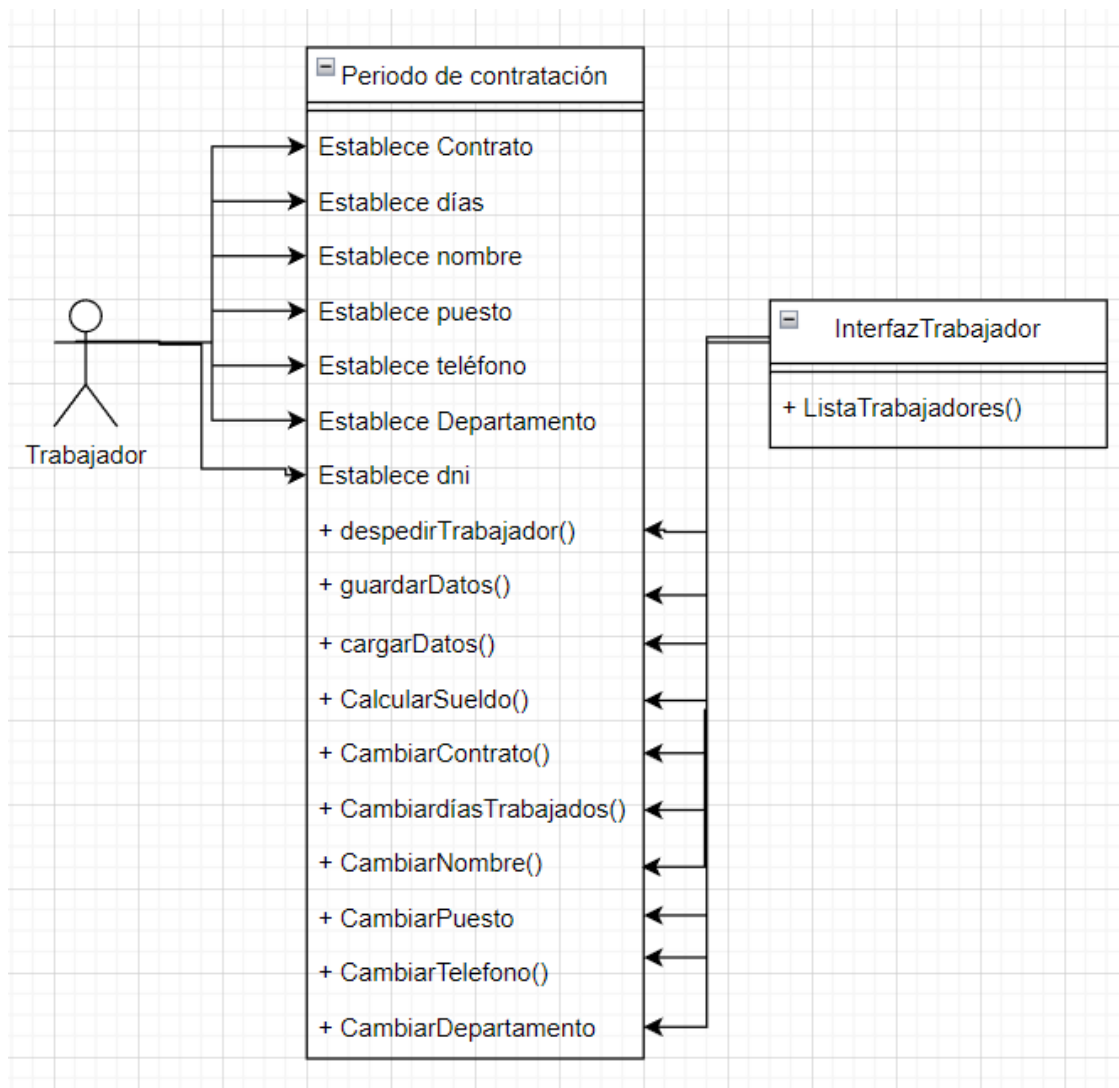 Periodo de contratación
Establece Contrato
Establece días
Establece nombre
Establece puesto
Establece teléfono
Establece Departamento
Establece dni
+ despedirTrabajador()
+ guardarDatos()
+ cargarDatos()
+ CalcularSueldo()
+ CambiarContrato()
+ CambiardíasTrabajados()
+ CambiarNombre()
+ CambiarPuesto
+ CambiarTelefono()
+ CambiarDepartamento
Trabajador
InterfazTrabajador
+ ListaTrabajadores()